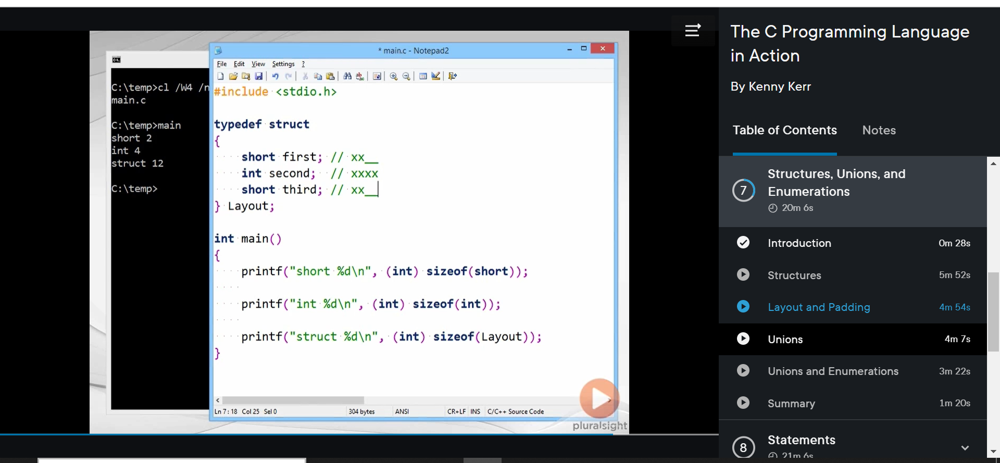 C:\temp>cl /W4 /n
main.c
C:\temp>main
short 2
int 4
struct 12
C:\temp>
* main.c - Notepad2
File Edit View Settings ?
#include <stdio.h>
typedef struct
{
short first; // xx__
int second; // xxxx
short third; // xx__
} Layout;
int main()
{
printf("short %d\n", (int) sizeof(short));
printf("int %d\n", (int) sizeof(int));
printf("struct %d\n", (int) sizeof(Layout));
}
Ln 7 : 18 Col 25 Sel 0 304 bytes ANSI CR+LF INS C/C++ Source Code
pluralsight
The C Programming Language
in Action
By Kenny Kerr
Table of Contents Notes
7
Structures, Unions, and
Enumerations
20m 6s
Introduction 0m 28s
Structures 5m 52s
Layout and Padding 4m 54s
Unions 4m 7s
Unions and Enumerations 3m 22s
Summary 1m 20s
8
Statements
21m 6s